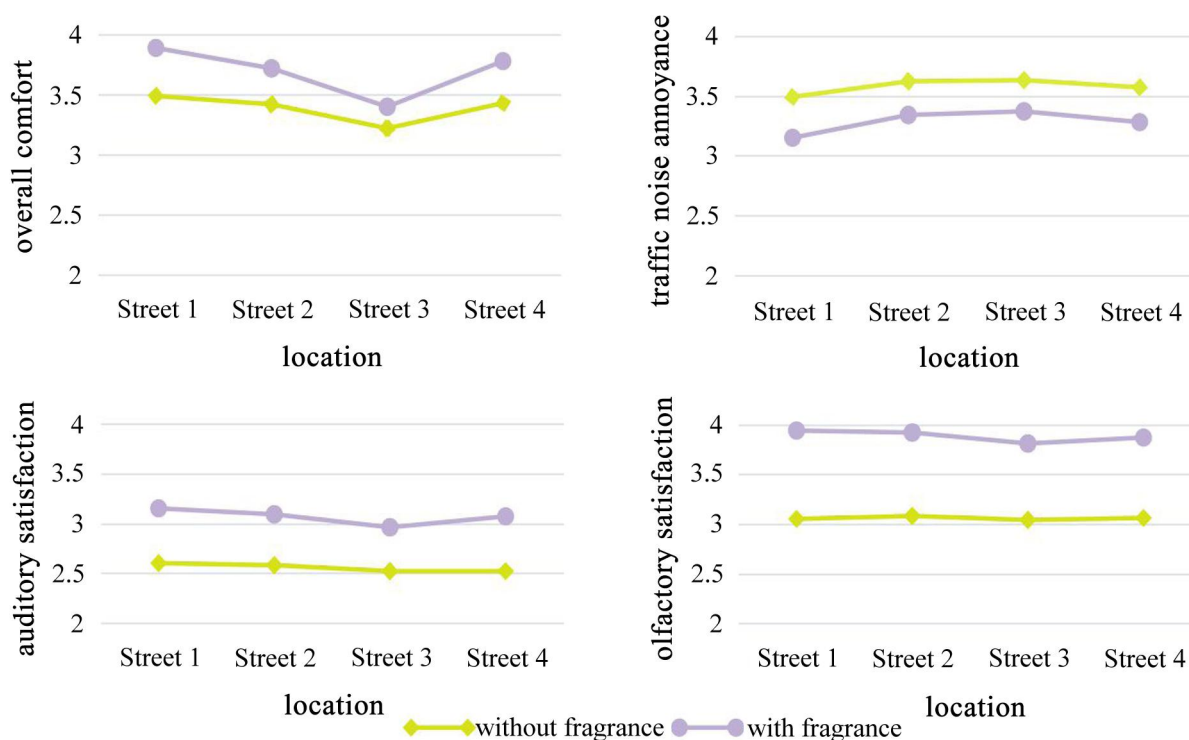 overall comfort
4
3.5
3
2.5
2
Street 1 Street 2 Street 3 Street 4
location
traffic noise annoyance
4
3.5
3
2.5
2
Street 1 Street 2 Street 3 Street 4
location
auditory satisfaction
4
3.5
3
2.5
2
Street 1 Street 2 Street 3 Street 4
location
olfactory satisfaction
4
3.5
3
2.5
2
Street 1 Street 2 Street 3 Street 4
location
without fragrance with fragrance